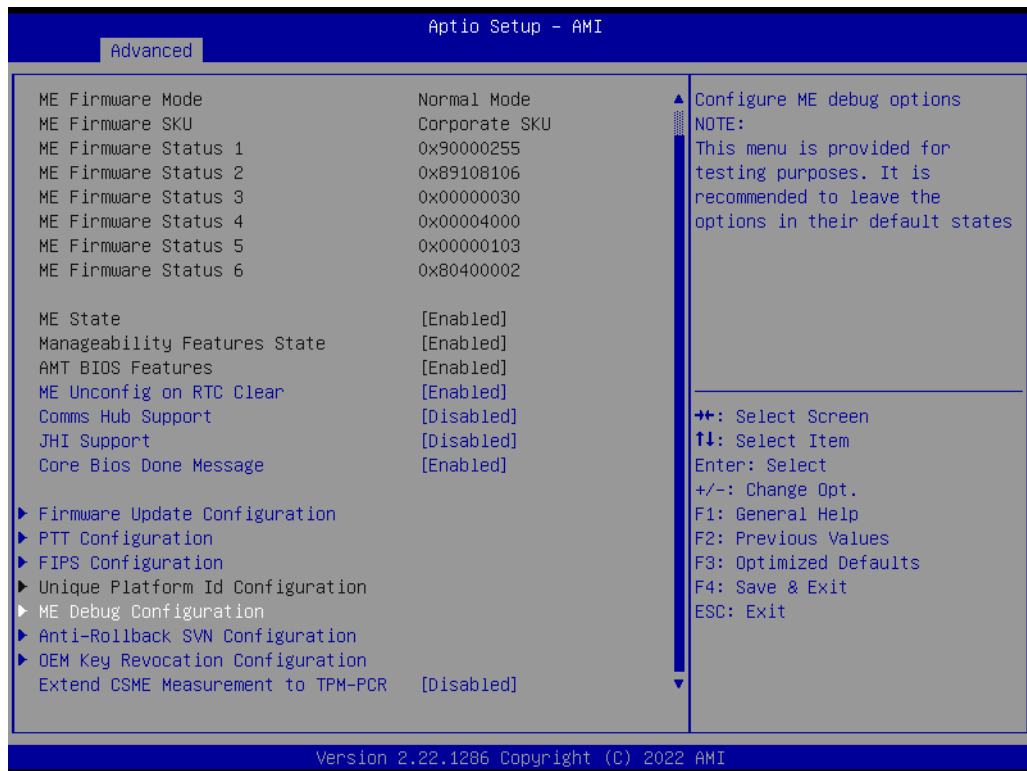 Aptio Setup – AMI
Advanced
ME Firmware Mode Normal Mode
ME Firmware SKU Corporate SKU
ME Firmware Status 1 0x90000255
ME Firmware Status 2 0x89108106
ME Firmware Status 3 0x00000030
ME Firmware Status 4 0x00004000
ME Firmware Status 5 0x00000103
ME Firmware Status 6 0x80400002
ME State [Enabled]
Manageability Features State [Enabled]
AMT BIOS Features [Enabled]
ME Unconfig on RTC Clear [Enabled]
Comms Hub Support [Disabled]
JHI Support [Disabled]
Core Bios Done Message [Enabled]
Firmware Update Configuration
PTT Configuration
FIPS Configuration
Unique Platform Id Configuration
ME Debug Configuration
Anti-Rollback SVN Configuration
OEM Key Revocation Configuration
Extend CSME Measurement to TPM-PCR [Disabled]
Configure ME debug options
NOTE:
This menu is provided for
testing purposes. It is
recommended to leave the
options in their default states
→←: Select Screen
↑↓: Select Item
Enter: Select
+/-: Change Opt.
F1: General Help
F2: Previous Values
F3: Optimized Defaults
F4: Save & Exit
ESC: Exit
Version 2.22.1286 Copyright (C) 2022 AMI